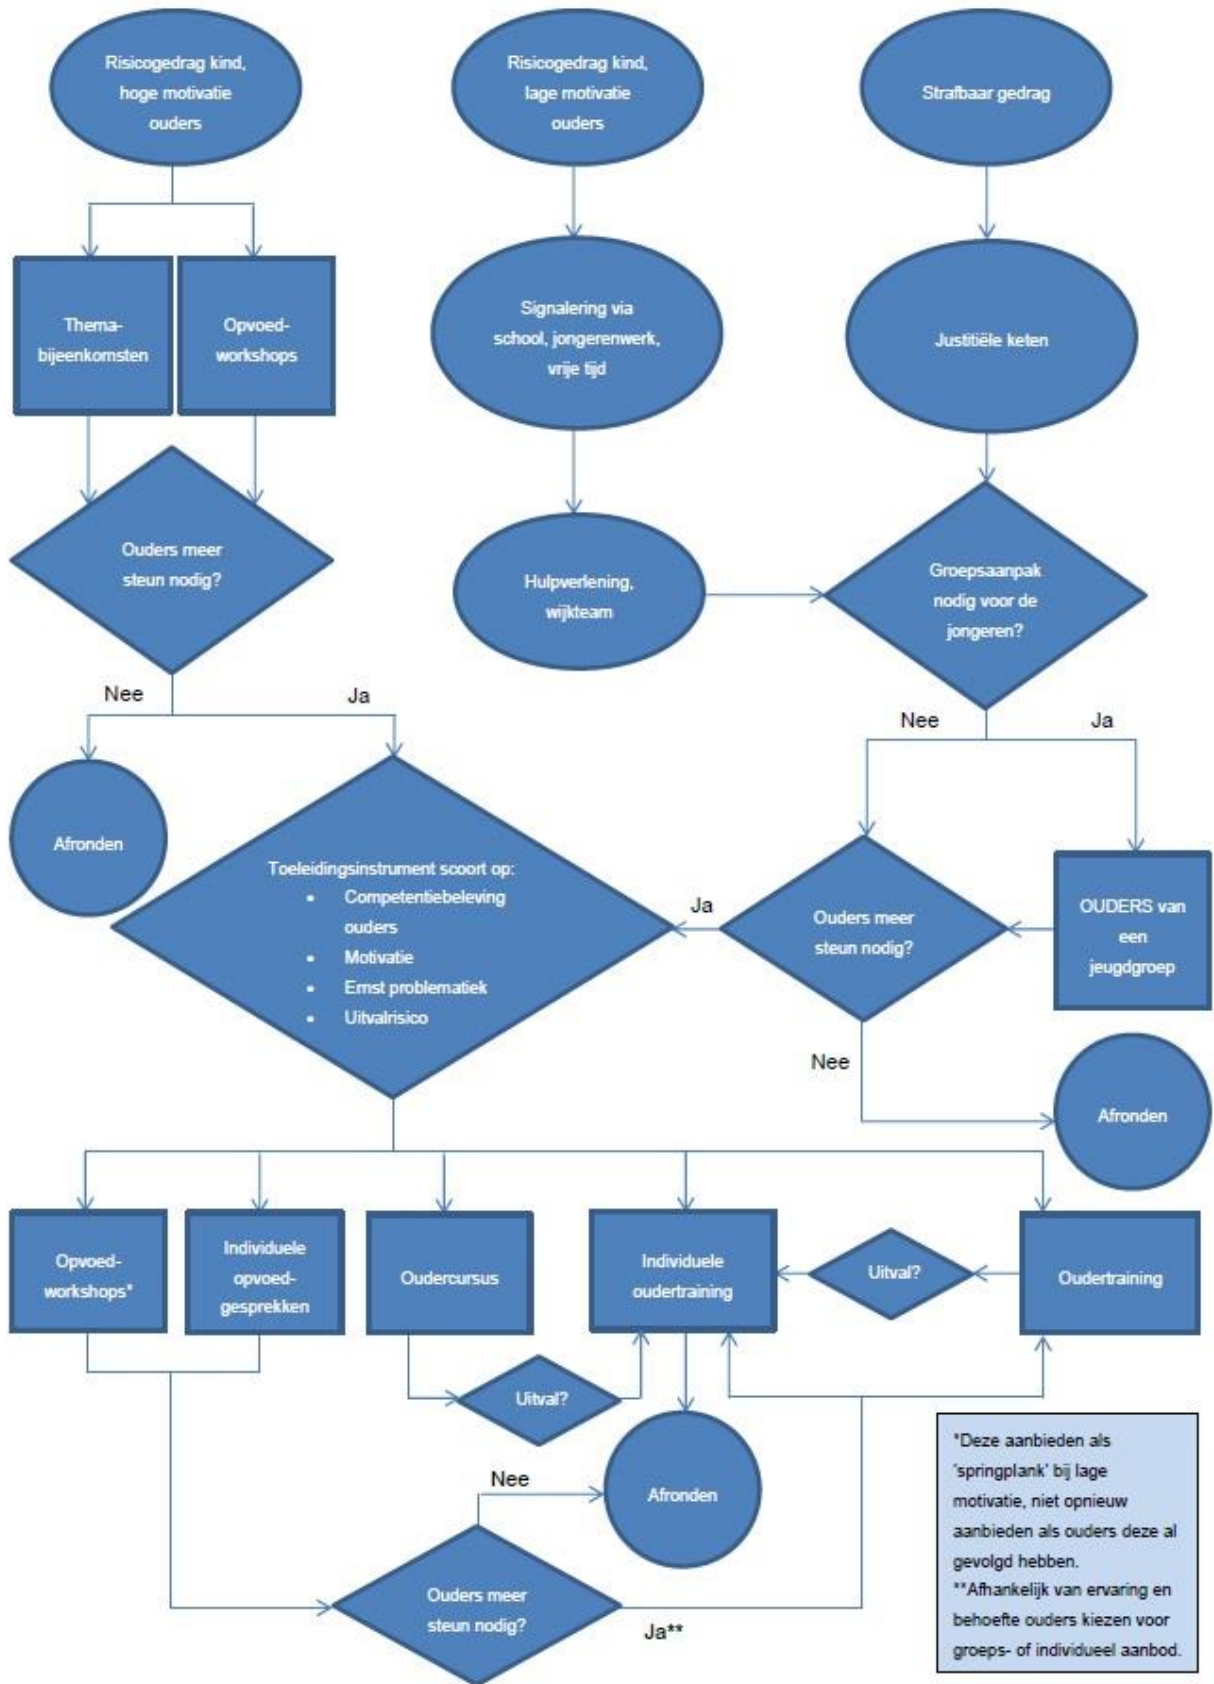 Risicogedrag kind,
hoge motivatie
ouders
Risicogedrag kind,
lage motivatie
ouders
Strafbaar gedrag
Thema-
bijeenkomsten
Opvoed-
workshops
Signalering via
school, jongerenwerk,
vrije tijd
Justitiële keten
Ouders meer
steun nodig?
Hulpverlening,
wijkteam
Groepsaanpak
nodig voor de
jongeren?
Nee
Ja
Nee
Ja
Afronden
Toeleidingsinstrument scoort op:
• Competentiebeleving
ouders
• Motivatie
• Ernst problematiek
• Uitvalrisico
Ja
Ouders meer
steun nodig?
OUDERS van
een
jeugdgroep
Nee
Afronden
Opvoed-
workshops*
Individuele
opvoed-
gesprekken
Oudercursus
Individuele
oudertraining
Uitval?
Oudertraining
Uitval?
Nee
Afronden
Ouders meer
steun nodig?
Ja**
*Deze aanbieden als
'springplank' bij lage
motivatie, niet opnieuw
aanbieden als ouders deze al
gevolgd hebben.
**Afhankelijk van ervaring en
behoefte ouders kiezen voor
groeps- of individueel aanbod.